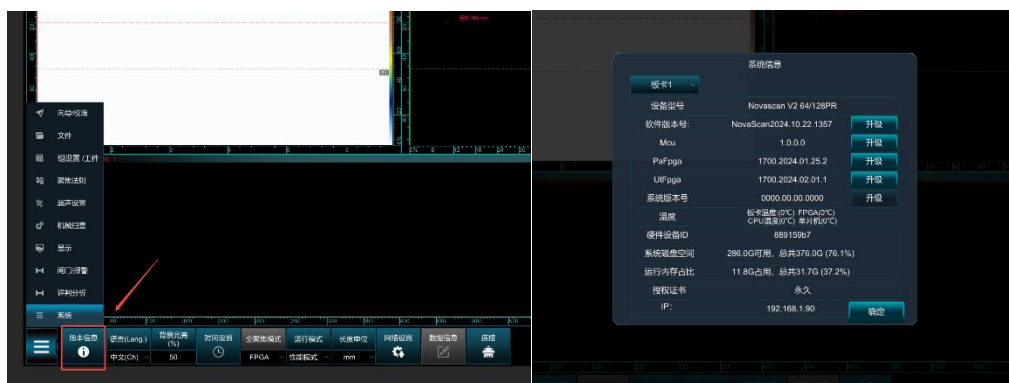 向导/校准
文件
组设置/工件
聚焦法则
超声设置
机械扫查
显示
闸门/报警
评判分析
系统
版本信息
语言(Lang.)
中文(Ch)
背景光亮(%)
50
时间设置
全聚焦模式
FPGA
运行模式
性能模式
长度单位
mm
网络设置
数据信息
连接
系统信息
板卡1
设备型号 Novascan V2 64/128PR
软件版本号: NovaScan2024.10.22.1357 升级
Mcu 1.0.0.0 升级
PaFpga 1700.2024.01.25.2 升级
UtFpga 1700.2024.02.01.1 升级
系统版本号 0000.00.00.0000 升级
温度 板卡温度:(0℃) FPGA(0℃)
CPU温度(0℃) 单片机(0℃)
硬件设备ID 889159b7
系统磁盘空间 286.0G可用，总共376.0G (76.1%)
运行内存占比 11.8G占用，总共31.7G (37.2%)
授权证书 永久
IP: 192.168.1.90 确定